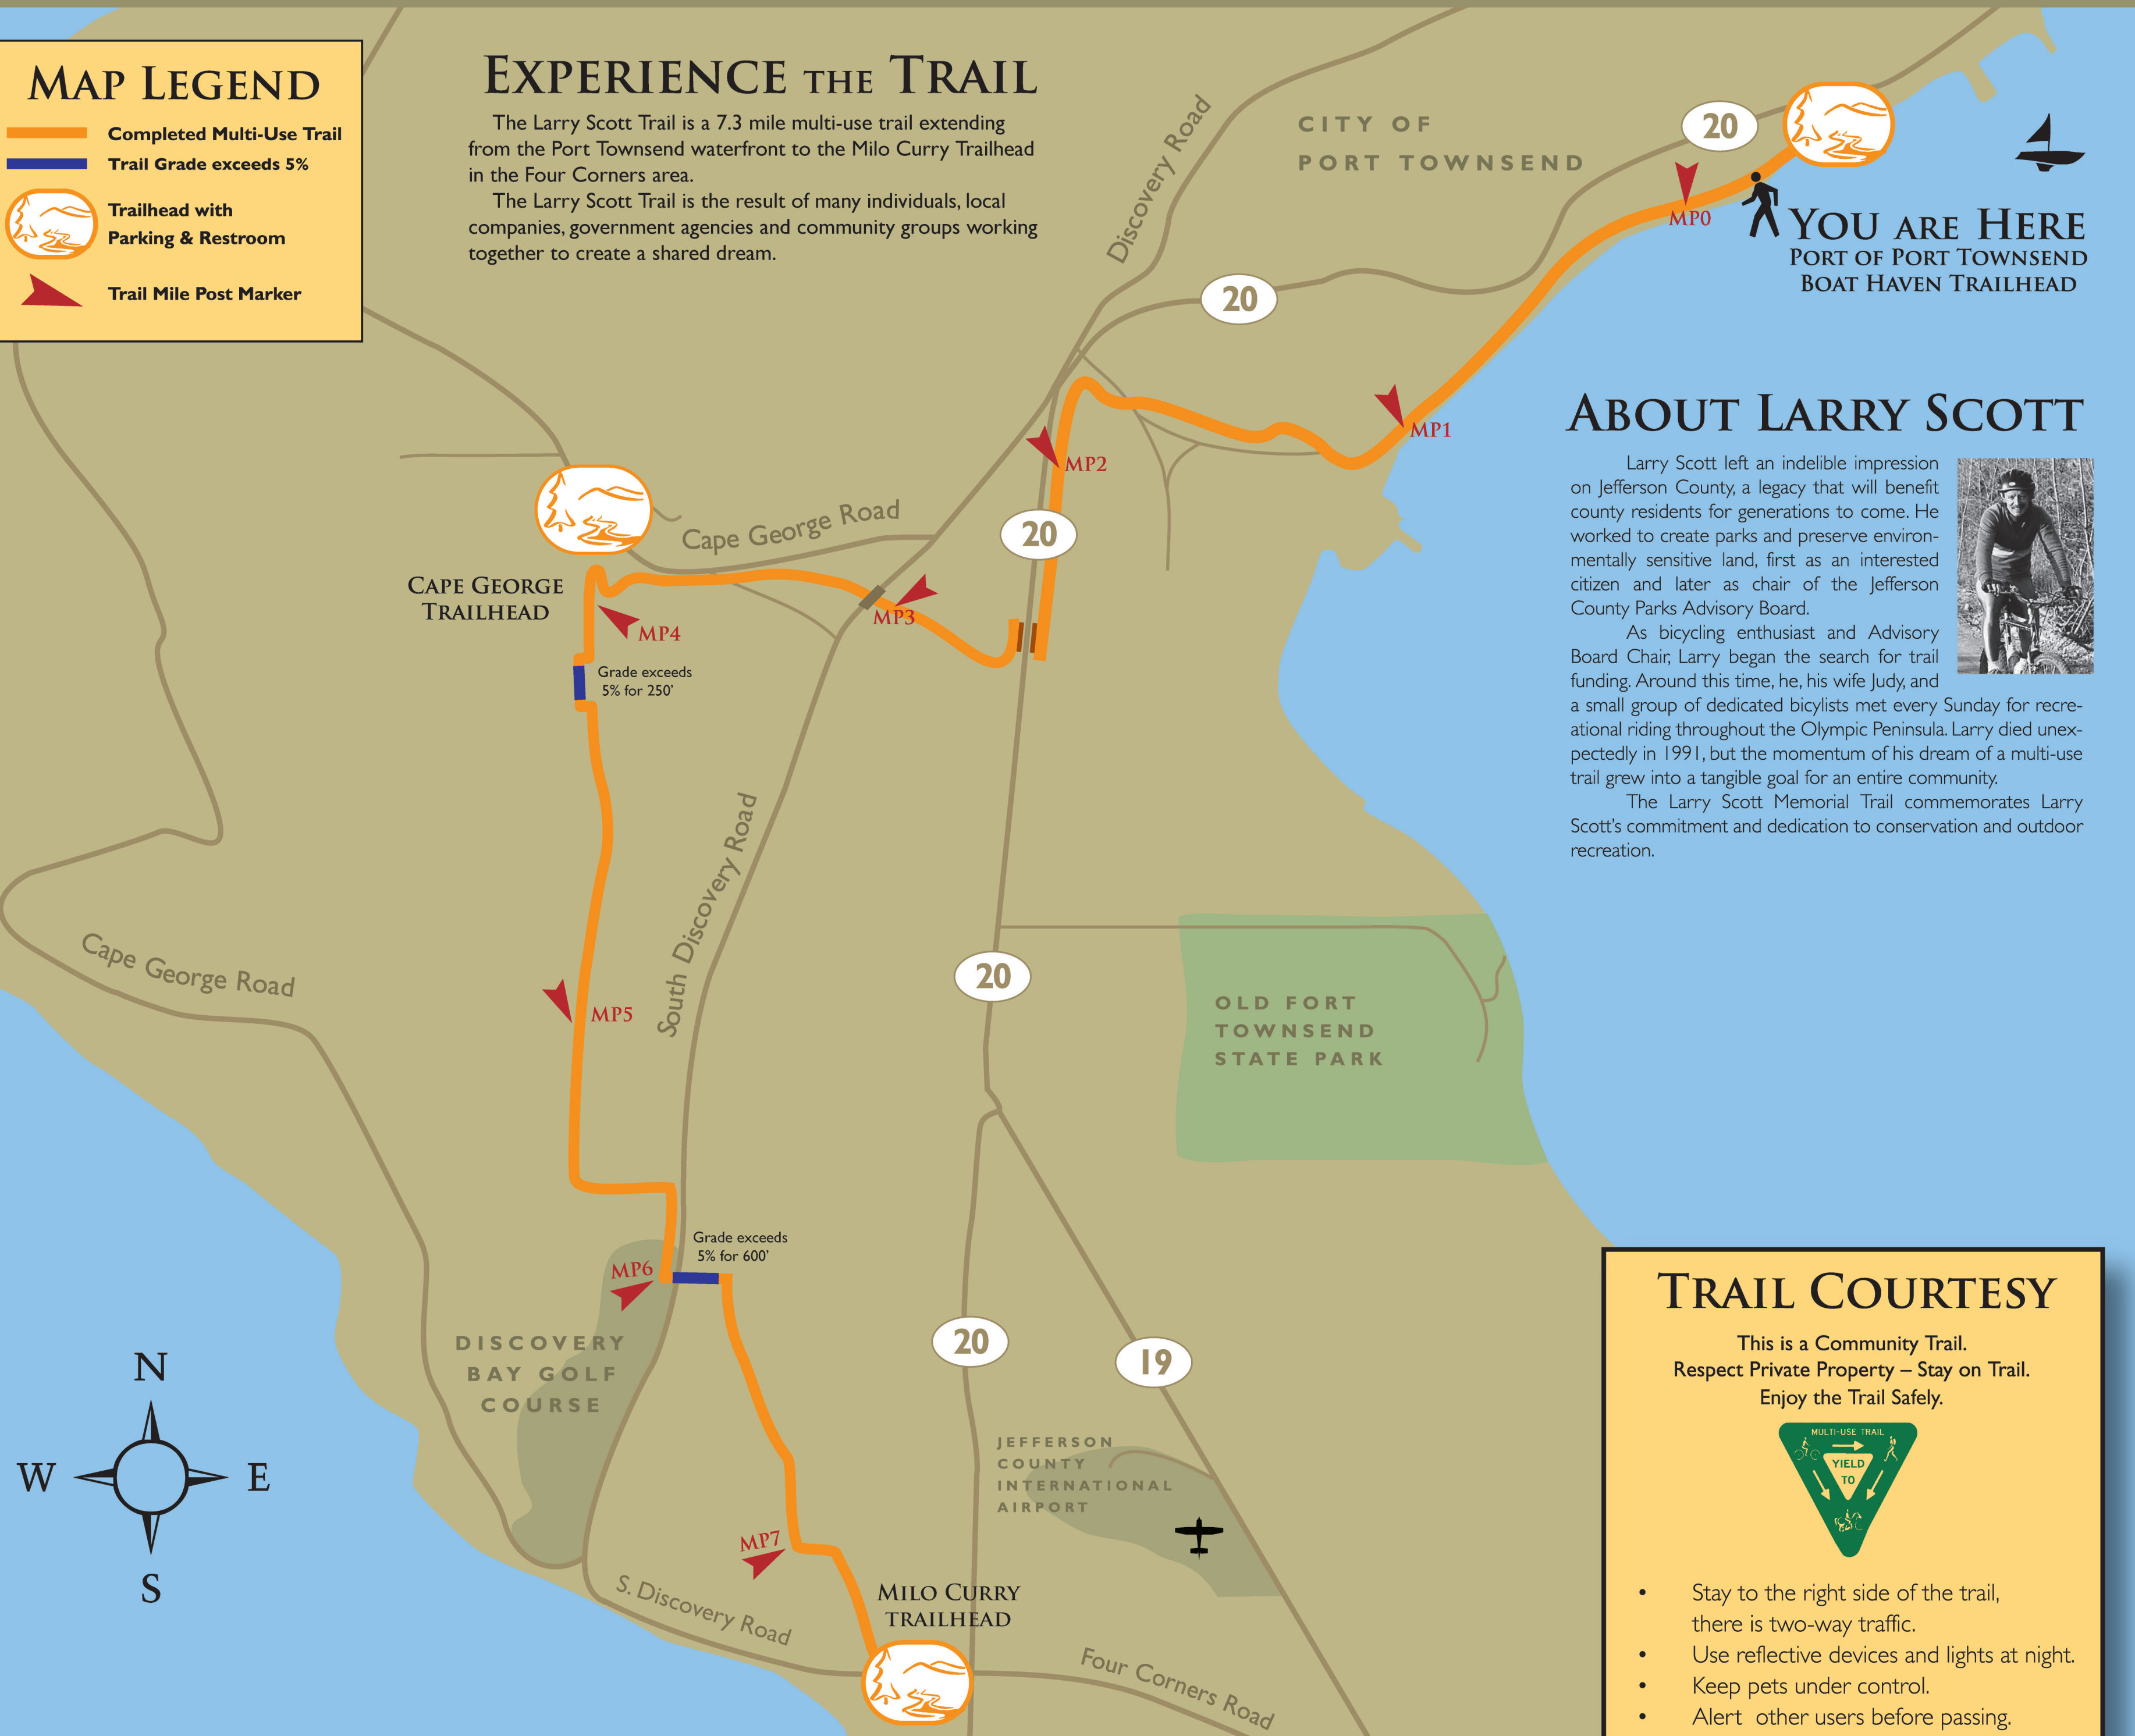 MAP LEGEND
Completed Multi-Use Trail
Trail Grade exceeds 5%
Trailhead with
Parking & Restroom
Trail Mile Post Marker
EXPERIENCE THE TRAIL
The Larry Scott Trail is a 7.3 mile multi-use trail extending
from the Port Townsend waterfront to the Milo Curry Trailhead
in the Four Corners area.
The Larry Scott Trail is the result of many individuals, local
companies, government agencies and community groups working
together to create a shared dream.
Discovery Road
CITY OF
PORT TOWNSEND
20
MP0
YOU ARE HERE
PORT OF PORT TOWNSEND
BOAT HAVEN TRAILHEAD
20
MP1
MP2
20
Cape George Road
CAPE GEORGE
TRAILHEAD
MP3
MP4
Grade exceeds
5% for 250'
ABOUT LARRY SCOTT
Larry Scott left an indelible impression
on Jefferson County, a legacy that will benefit
county residents for generations to come. He
worked to create parks and preserve environ-
mentally sensitive land, first as an interested
citizen and later as chair of the Jefferson
County Parks Advisory Board.
As bicycling enthusiast and Advisory
Board Chair, Larry began the search for trail
funding. Around this time, he, his wife Judy, and
a small group of dedicated bicylists met every Sunday for recre-
ational riding throughout the Olympic Peninsula. Larry died unex-
pectedly in 1991, but the momentum of his dream of a multi-use
trail grew into a tangible goal for an entire community.
The Larry Scott Memorial Trail commemorates Larry
Scott's commitment and dedication to conservation and outdoor
recreation.
South Discovery Road
Cape George Road
MP5
20
OLD FORT
TOWNSEND
STATE PARK
Grade exceeds
5% for 600'
MP6
DISCOVERY
BAY GOLF
COURSE
20
19
JEFFERSON
COUNTY
INTERNATIONAL
AIRPORT
MP7
S. Discovery Road
MILO CURRY
TRAILHEAD
Four Corners Road
N
W
E
S
TRAIL COURTESY
This is a Community Trail.
Respect Private Property – Stay on Trail.
Enjoy the Trail Safely.
MULTI-USE TRAIL
YIELD
TO
• Stay to the right side of the trail,
there is two-way traffic.
• Use reflective devices and lights at night.
• Keep pets under control.
• Alert other users before passing.